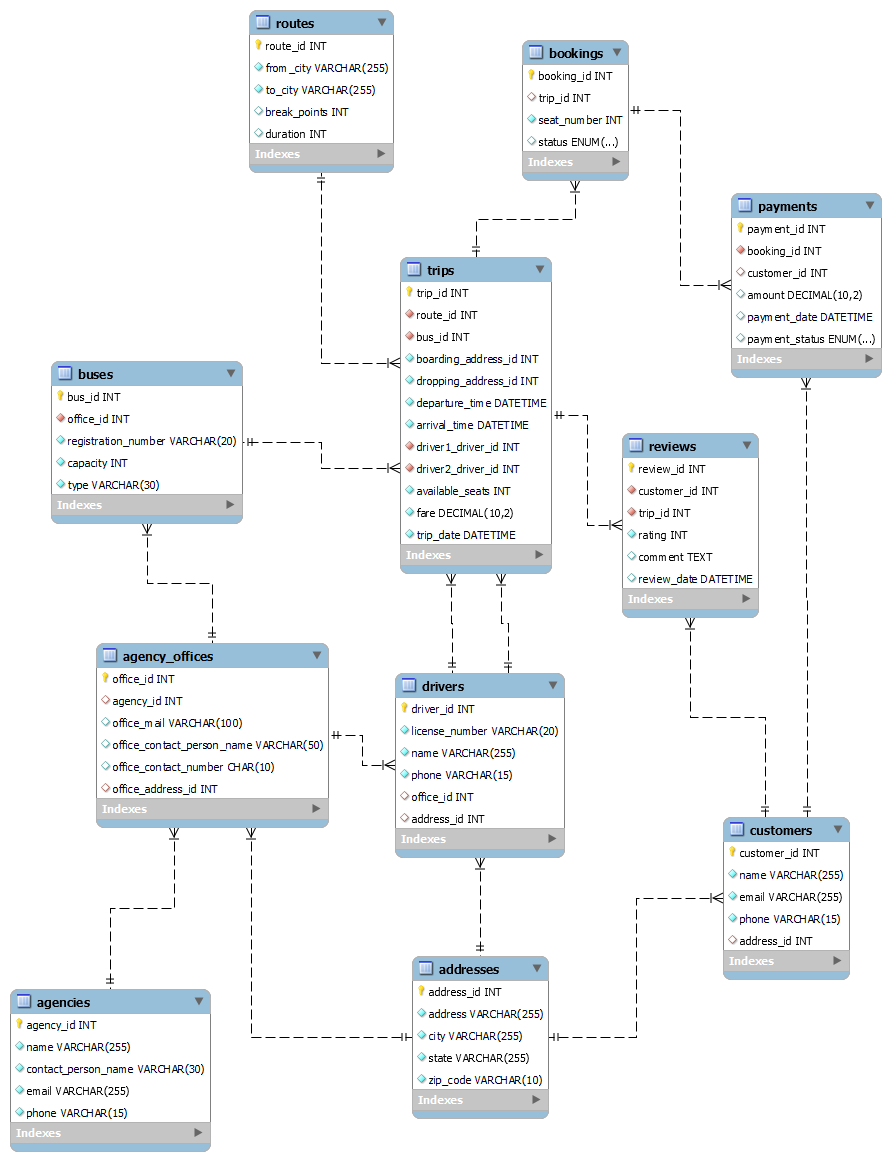 routes
route_id INT
from_city VARCHAR(255)
to_city VARCHAR(255)
break_points INT
duration INT
Indexes
bookings
booking_id INT
trip_id INT
seat_number INT
status ENUM(...)
Indexes
payments
payment_id INT
booking_id INT
customer_id INT
amount DECIMAL(10,2)
payment_date DATETIME
payment_status ENUM(...)
Indexes
trips
trip_id INT
route_id INT
bus_id INT
boarding_address_id INT
dropping_address_id INT
departure_time DATETIME
arrival_time DATETIME
driver1_driver_id INT
driver2_driver_id INT
available_seats INT
fare DECIMAL(10,2)
trip_date DATETIME
Indexes
buses
bus_id INT
office_id INT
registration_number VARCHAR(20)
capacity INT
type VARCHAR(30)
Indexes
reviews
review_id INT
customer_id INT
trip_id INT
rating INT
comment TEXT
review_date DATETIME
Indexes
agency_offices
office_id INT
agency_id INT
office_mail VARCHAR(100)
office_contact_person_name VARCHAR(50)
office_contact_number CHAR(10)
office_address_id INT
Indexes
drivers
driver_id INT
license_number VARCHAR(20)
name VARCHAR(255)
phone VARCHAR(15)
office_id INT
address_id INT
Indexes
customers
customer_id INT
name VARCHAR(255)
email VARCHAR(255)
phone VARCHAR(15)
address_id INT
Indexes
agencies
agency_id INT
name VARCHAR(255)
contact_person_name VARCHAR(30)
email VARCHAR(255)
phone VARCHAR(15)
Indexes
addresses
address_id INT
address VARCHAR(255)
city VARCHAR(255)
state VARCHAR(255)
zip_code VARCHAR(10)
Indexes